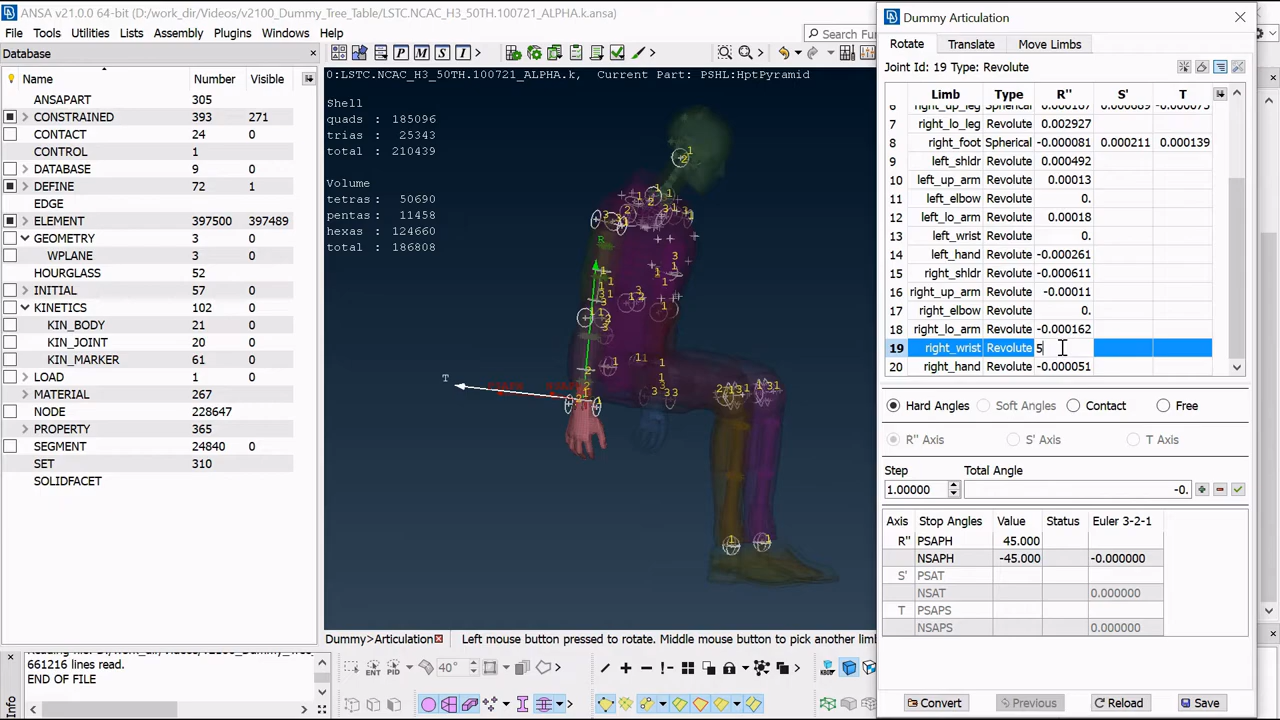 ANSA v21.0.0 64-bit (D:/work_dir/Videos/v2100_Dummy_Tree_Table/LSTC.NCAC_H3_50TH.100721_ALPHA.k.ansa)
File Tools Utilities Lists Assembly Plugins Windows Help
Search Fun
Database
Name Number Visible
ANSAPART 305
CONSTRAINED 393 271
CONTACT 24 0
CONTROL 1
DATABASE 9 0
DEFINE 72 1
EDGE
ELEMENT 397500 397489
GEOMETRY 3 0
WPLANE 3 0
HOURGLASS 52
INITIAL 57 0
KINETICS 102 0
KIN_BODY 21 0
KIN_JOINT 20 0
KIN_MARKER 61 0
LOAD 1 0
MATERIAL 267
NODE 228647
PROPERTY 365
SEGMENT 24840 0
SET 310
SOLIDFACET
0:LSTC.NCAC_H3_50TH.100721_ALPHA.k, Current Part: PSHL:HptPyramid
Shell
quads : 185096
trias : 25343
total : 210439
Volume
tetras : 50690
pentas : 11458
hexas : 124660
total : 186808
T
Dummy>Articulation
Left mouse button pressed to rotate. Middle mouse button to pick another limb
661216 lines read.
END OF FILE
Info
ENT PID 40°
Dummy Articulation
Rotate Translate Move Limbs
Joint Id: 19 Type: Revolute
Limb Type R'' S' T
6 right_up_leg Spherical
7 right_lo_leg Revolute 0.002927
8 right_foot Spherical -0.000081 0.000211 0.000139
9 left_shldr Revolute 0.000492
10 left_up_arm Revolute 0.00013
11 left_elbow Revolute 0.
12 left_lo_arm Revolute 0.00018
13 left_wrist Revolute 0.
14 left_hand Revolute -0.000261
15 right_shldr Revolute -0.000611
16 right_up_arm Revolute -0.00011
17 right_elbow Revolute 0.
18 right_lo_arm Revolute -0.000162
19 right_wrist Revolute 5
20 right_hand Revolute -0.000051
Hard Angles Soft Angles Contact Free
R'' Axis S' Axis T Axis
Step Total Angle
1.00000 -0.
Axis Stop Angles Value Status Euler 3-2-1
R'' PSAPH 45.000
NSAPH -45.000 -0.000000
S' PSAT
NSAT 0.000000
T PSAPS
NSAPS 0.000000
Convert Previous Reload Save